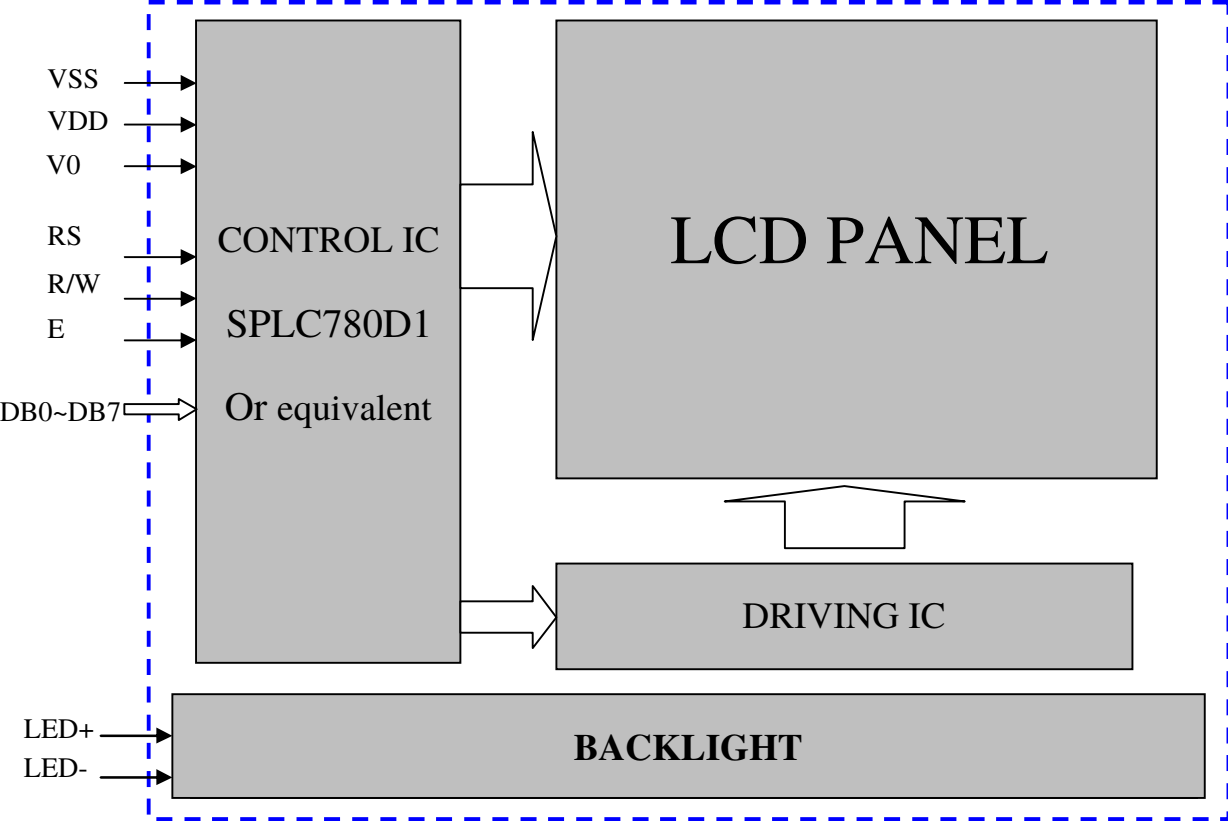 VSS
VDD
V0
RS
R/W
E
DB0~DB7
CONTROL IC
SPLC780D1
Or equivalent
LCD PANEL
DRIVING IC
LED+
LED-
BACKLIGHT